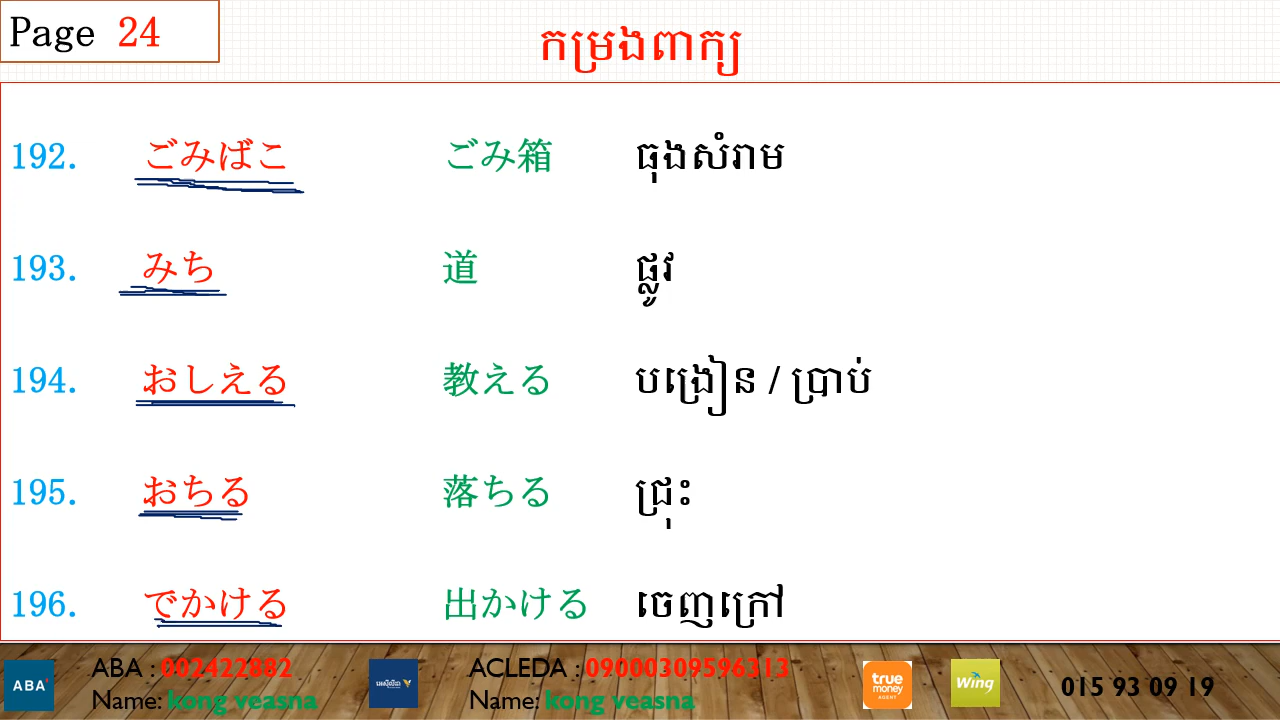 Page 24
កម្រងពាក្យ
192. ごみばこ ごみ箱 ធុងសំរាម
193. みち 道 ផ្លូវ
194. おしえる 教える បង្រៀន / ប្រាប់
195. おちる 落ちる ជ្រុះ
196. でかける 出かける ចេញក្រៅ
ABA : 002422882 ACLEDA : 09000309596313
ABA' true money AGENT Wing 015 93 09 19
Name: kong veasna Name: kong veasna